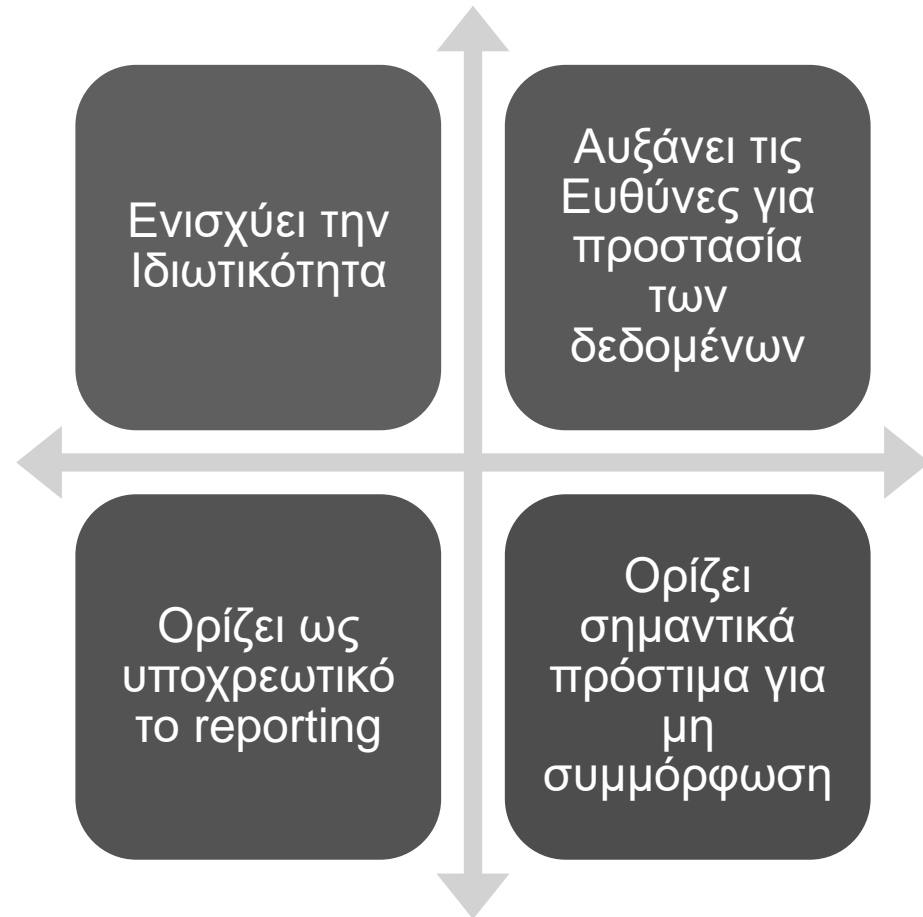 Ενισχύει την
Ιδιωτικότητα
Αυξάνει τις
Ευθύνες για
προστασία
των
δεδομένων
Ορίζει ως
υποχρεωτικό
το reporting
Ορίζει
σημαντικά
πρόστιμα για
μη
συμμόρφωση